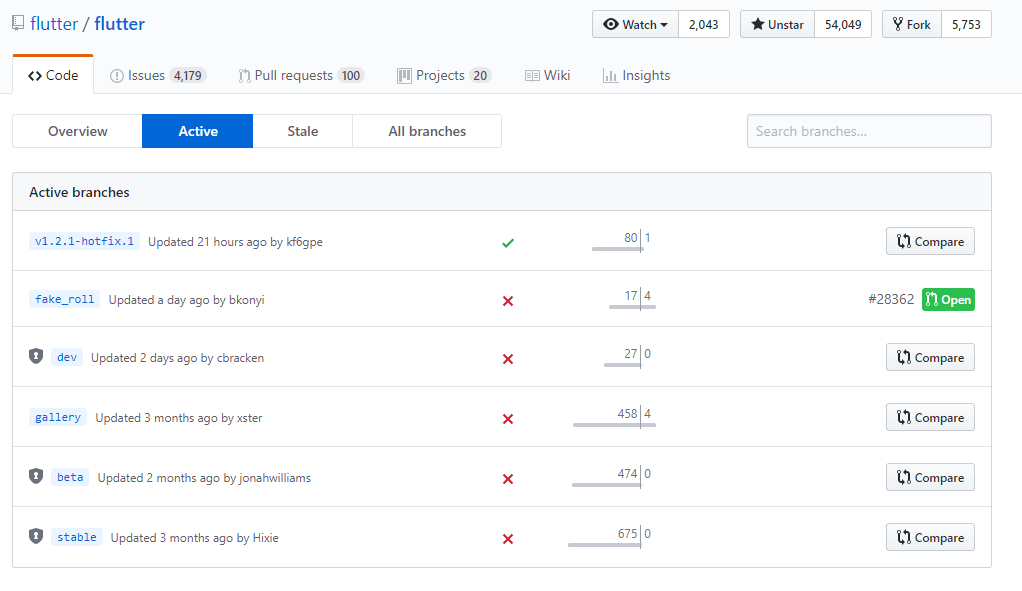 flutter / flutter
Watch 2,043 Unstar 54,049 Fork 5,753
Code Issues 4,179 Pull requests 100 Projects 20 Wiki Insights
Overview Active Stale All branches Search branches...
Active branches
v1.2.1-hotfix.1 Updated 21 hours ago by kf6gpe 80 1 Compare
fake_roll Updated a day ago by bkonyi 17 4 #28362 Open
dev Updated 2 days ago by cbracken 27 0 Compare
gallery Updated 3 months ago by xster 458 4 Compare
beta Updated 2 months ago by jonahwilliams 474 0 Compare
stable Updated 3 months ago by Hixie 675 0 Compare